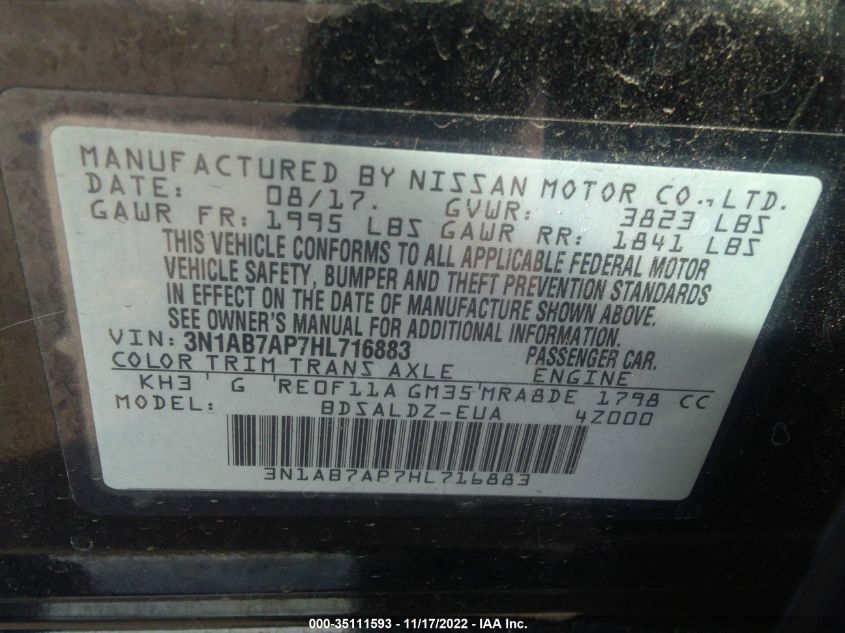 MANUFACTURED BY NISSAN MOTOR CO., LTD.
DATE: 08/17. GVWR: 3823 LBS
GAWR FR: 1995 LBS GAWR RR: 1841 LBS
THIS VEHICLE CONFORMS TO ALL APPLICABLE FEDERAL MOTOR
VEHICLE SAFETY, BUMPER AND THEFT PREVENTION STANDARDS
IN EFFECT ON THE DATE OF MANUFACTURE SHOWN ABOVE.
SEE OWNER'S MANUAL FOR ADDITIONAL INFORMATION.
VIN: 3N1AB7AP7HL716883 PASSENGER CAR.
COLOR TRIM TRANS AXLE ENGINE
KH3 ' G 'RE0F11A GM35'MRA8DE 1798 CC
MODEL: BDSALDZ-EUA 4Z000
3N1AB7AP7HL716883
000-35111593 - 11/17/2022 - IAA Inc.